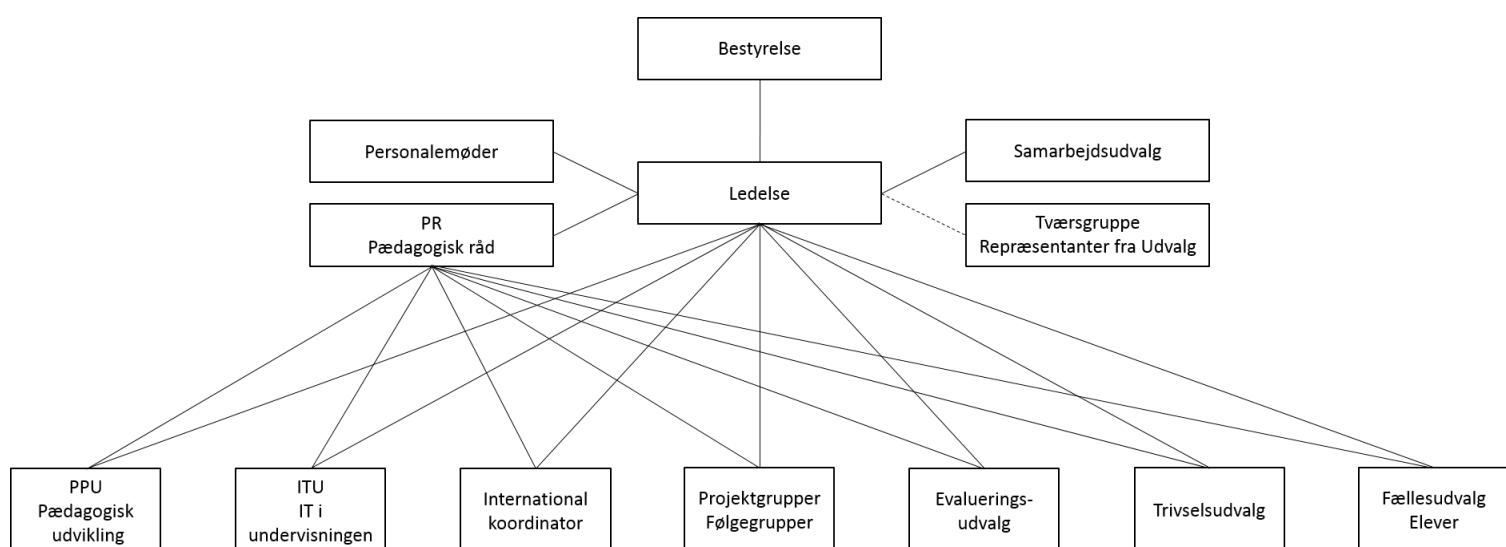 Bestyrelse
Personalemøder
Samarbejdsudvalg
Ledelse
PR
Pædagogisk råd
Tværsgruppe
Repræsentanter fra Udvalg
PPU
Pædagogisk
udvikling
ITU
IT i
undervisningen
International
koordinator
Projektgrupper
Følgegrupper
Evaluerings-
udvalg
Trivselsudvalg
Fællesudvalg
Elever